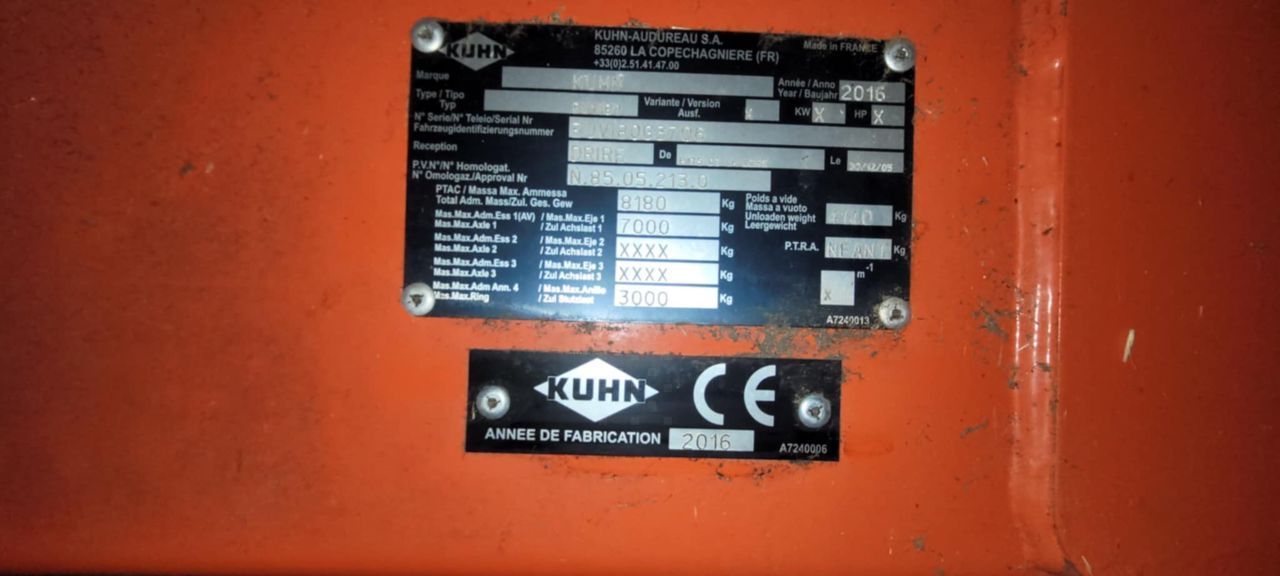 KUHN
KUHN-AUDUREAU S.A.
85260 LA COPECHAGNIERE (FR)
+33(0)2.51.41.47.00
Made in FRANCE
Marque KUHN
Année / Anno
Year / Baujahr 2016
Type / Tipo
Typ
Variante / Version
Ausf. X
KW X HP X
N° Serie/N° Teleio/Serial Nr
Fahrzeugidentifizierungsnummer
Reception DRIRE De Le 30/12/05
P.V.N°/N° Homologat.
N° Omologaz./Approval Nr N.85.05.213.0
PTAC / Massa Max. Ammessa
Total Adm. Mass/Zul. Ges. Gew 8180 Kg
Poids a vide
Massa a vuoto
Unloaden weight
Leergewicht Kg
Mas.Max.Adm.Ess 1(AV) / Mas.Max.Eje 1
Mas.Max.Axle 1 / Zul Achslast 1 7000 Kg
Mas.Max.Adm.Ess 2 / Mas.Max.Eje 2
Mas.Max.Axle 2 / Zul Achslast 2 XXXX Kg
P.T.R.A. NEANT Kg
Mas.Max.Adm.Ess 3 / Mas.Max.Eje 3
Mas.Max.Axle 3 / Zul Achslast 3 XXXX Kg
X m-1
Mas.Max.Adm Ann. 4 / Mas.Max.Anillo
Mas.Max.Ring / Zul Stutzlast 3000 Kg
A7240013
KUHN CE
ANNEE DE FABRICATION 2016
A7240006